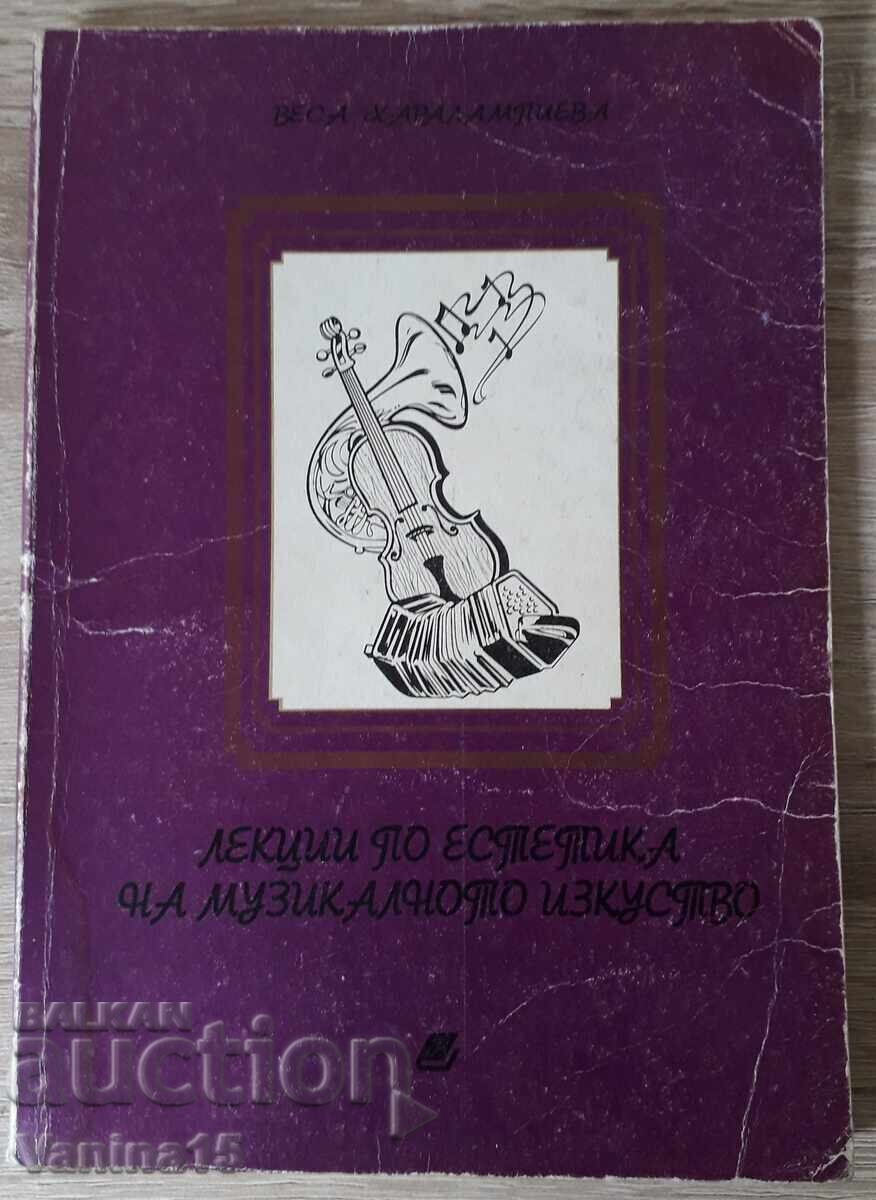 ВЕСА ХАРАЛАМПИЕВА
ЛЕКЦИИ ПО ЕСТЕТИКА
НА МУЗИКАЛНОТО ИЗКУСТВО
BALKAN
auction
Vanina15